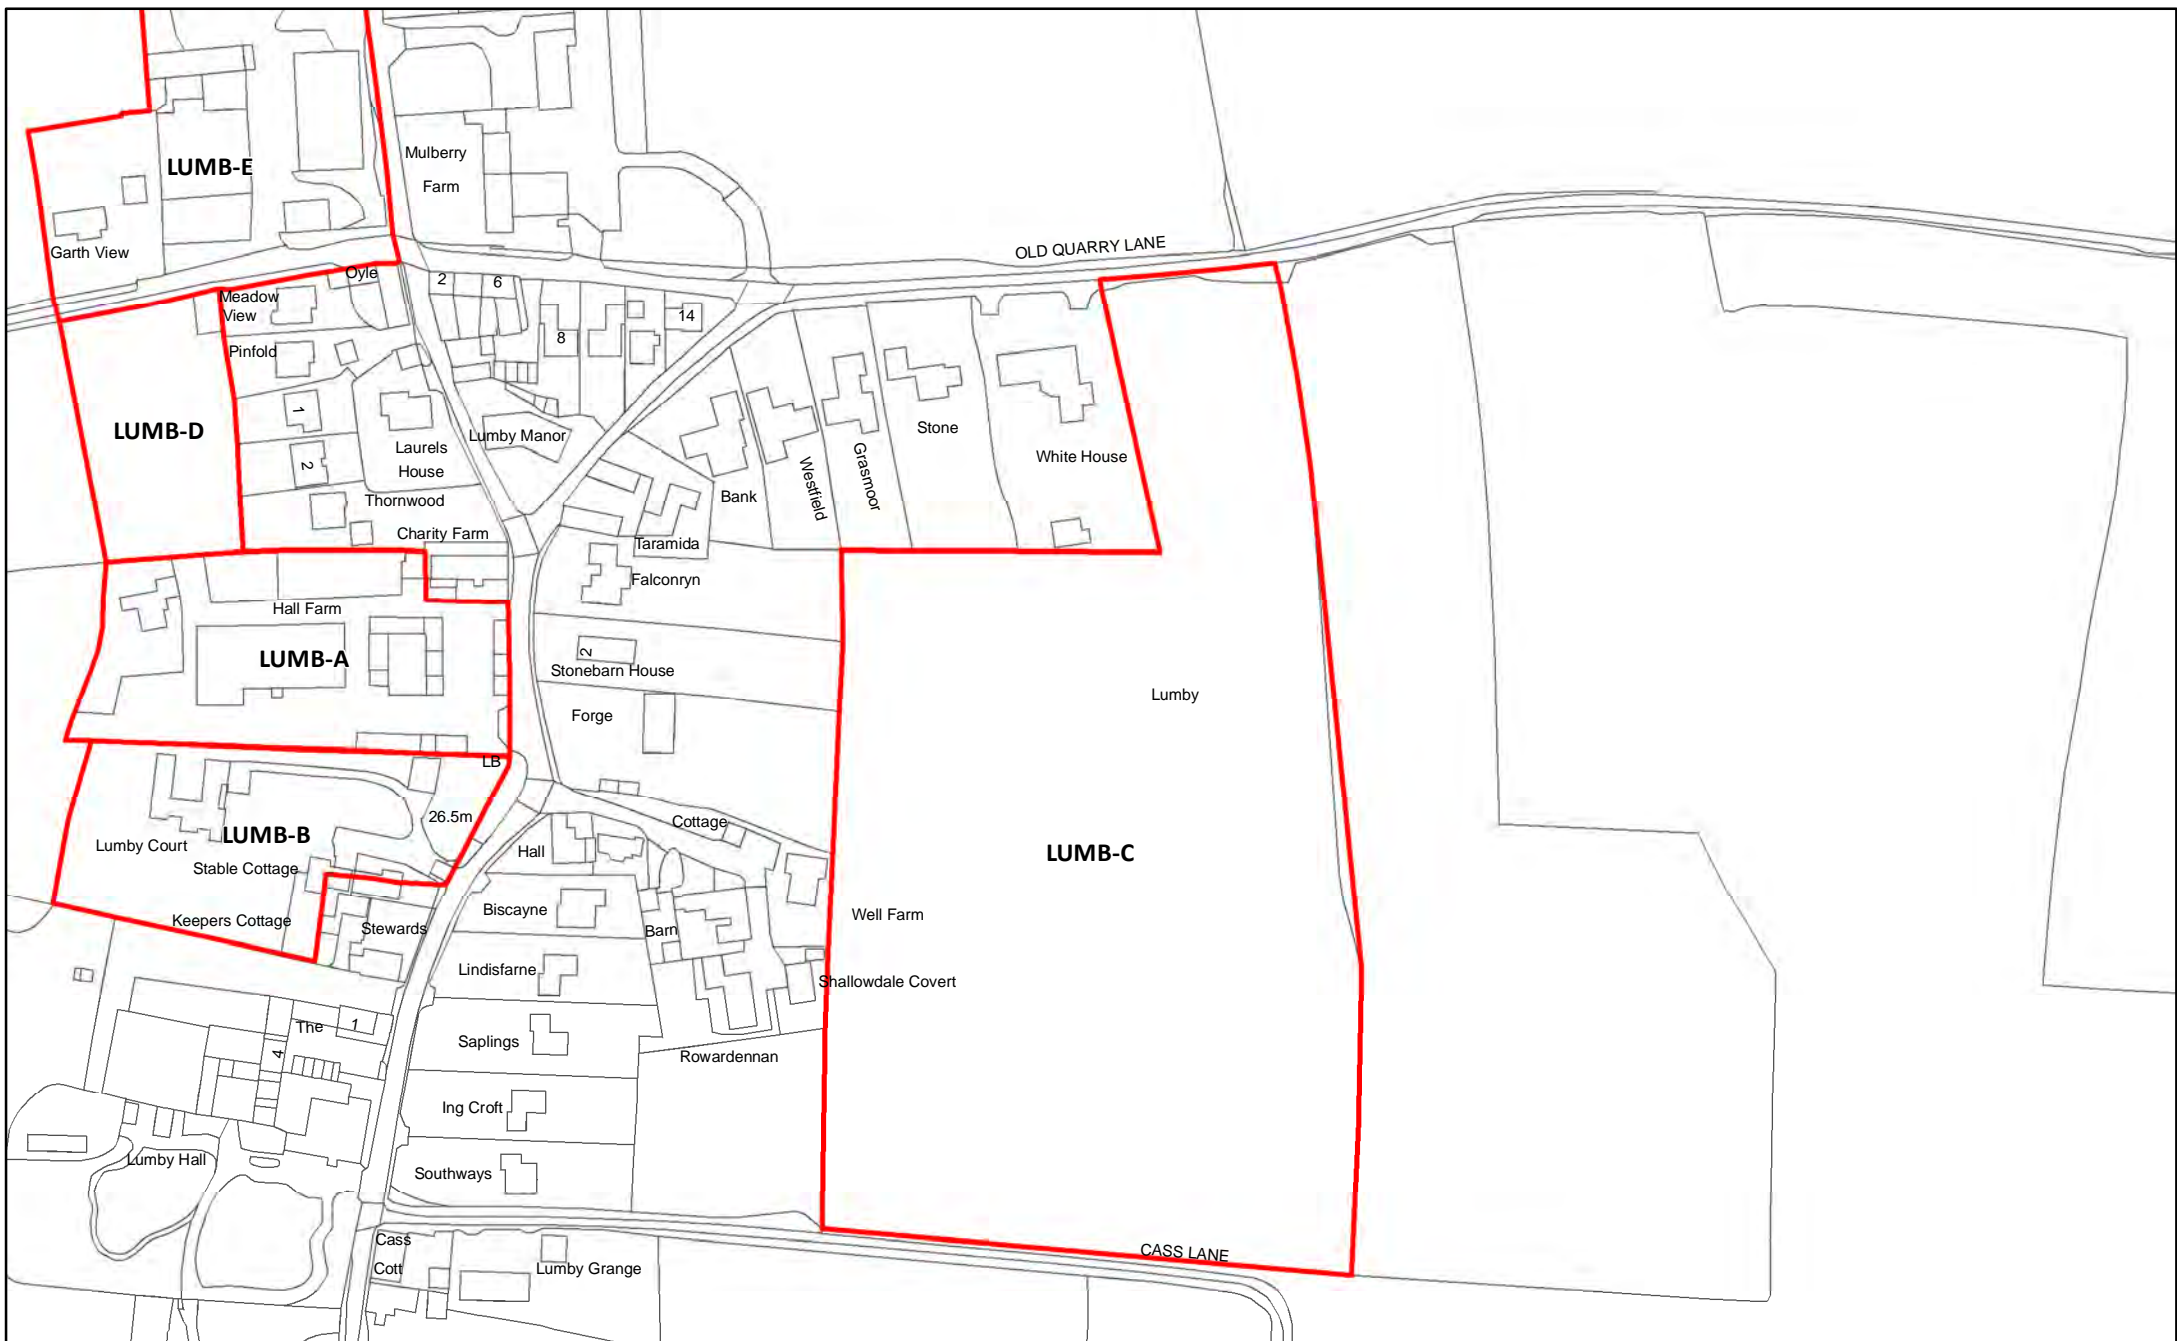 Mulberry
Farm
LUMB-E
Garth View
OLD QUARRY LANE
Oyle
Meadow
View
2
6
14
8
Pinfold
1
2
LUMB-D
Laurels
House
Lumby Manor
Thornwood
Charity Farm
Bank
Westfield
Grasmoor
Stone
White House
Taramida
Falconryn
Hall Farm
LUMB-A
2
Stonebarn House
Forge
Lumby
LB
26.5m
LUMB-B
Lumby Court
Stable Cottage
Keepers Cottage
Stewards
Hall
Cottage
LUMB-C
Biscayne
Barn
Well Farm
Lindisfarne
Shallowdale Covert
The
1
4
Saplings
Rowardennan
Ing Croft
Lumby Hall
Southways
Cass
Cott
Lumby Grange
CASS LANE